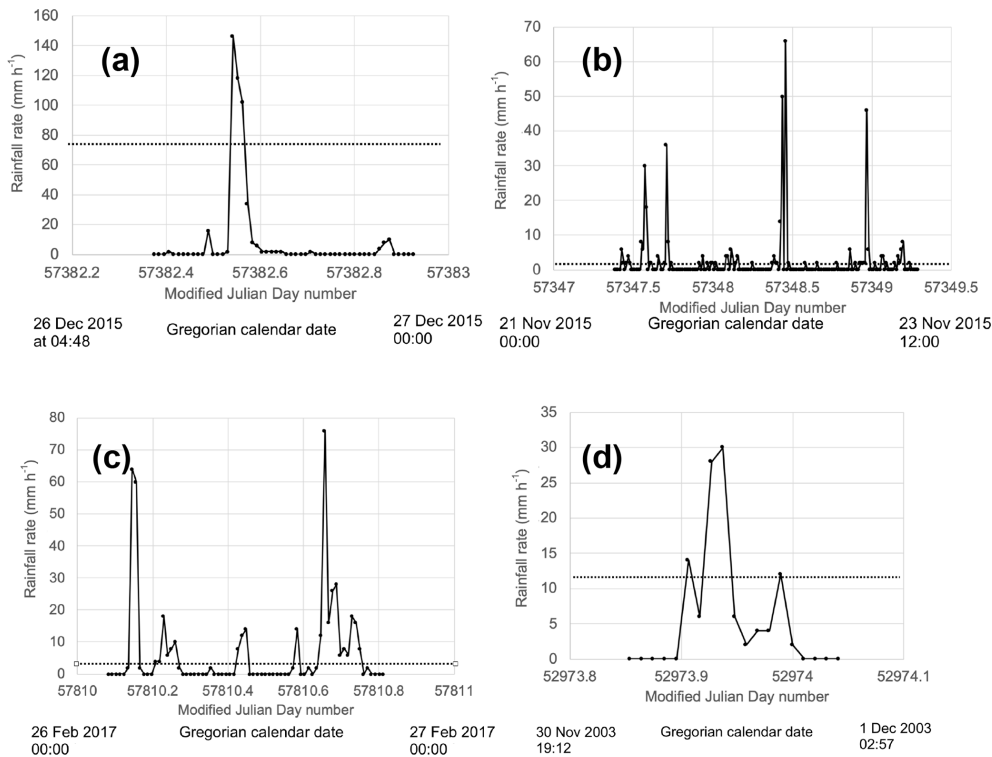 (a)
Rainfall rate (mm h⁻¹)
160
140
120
100
80
60
40
20
0
57382.2 57382.4 57382.6 57382.8 57383
Modified Julian Day number
26 Dec 2015
at 04:48
Gregorian calendar date
27 Dec 2015
00:00
(b)
Rainfall rate (mm h⁻¹)
70
60
50
40
30
20
10
0
57347 57347.5 57348 57348.5 57349 57349.5
Modified Julian Day number
21 Nov 2015
00:00
Gregorian calendar date
23 Nov 2015
12:00
(c)
Rainfall rate (mm h⁻¹)
80
70
60
50
40
30
20
10
0
57810 57810.2 57810.4 57810.6 57810.8 57811
Modified Julian Day number
26 Feb 2017
00:00
Gregorian calendar date
27 Feb 2017
00:00
(d)
Rainfall rate (mm h⁻¹)
35
30
25
20
15
10
5
0
52973.8 52973.9 52974 52974.1
Modified Julian Day number
30 Nov 2003
19:12
Gregorian calendar date
1 Dec 2003
02:57